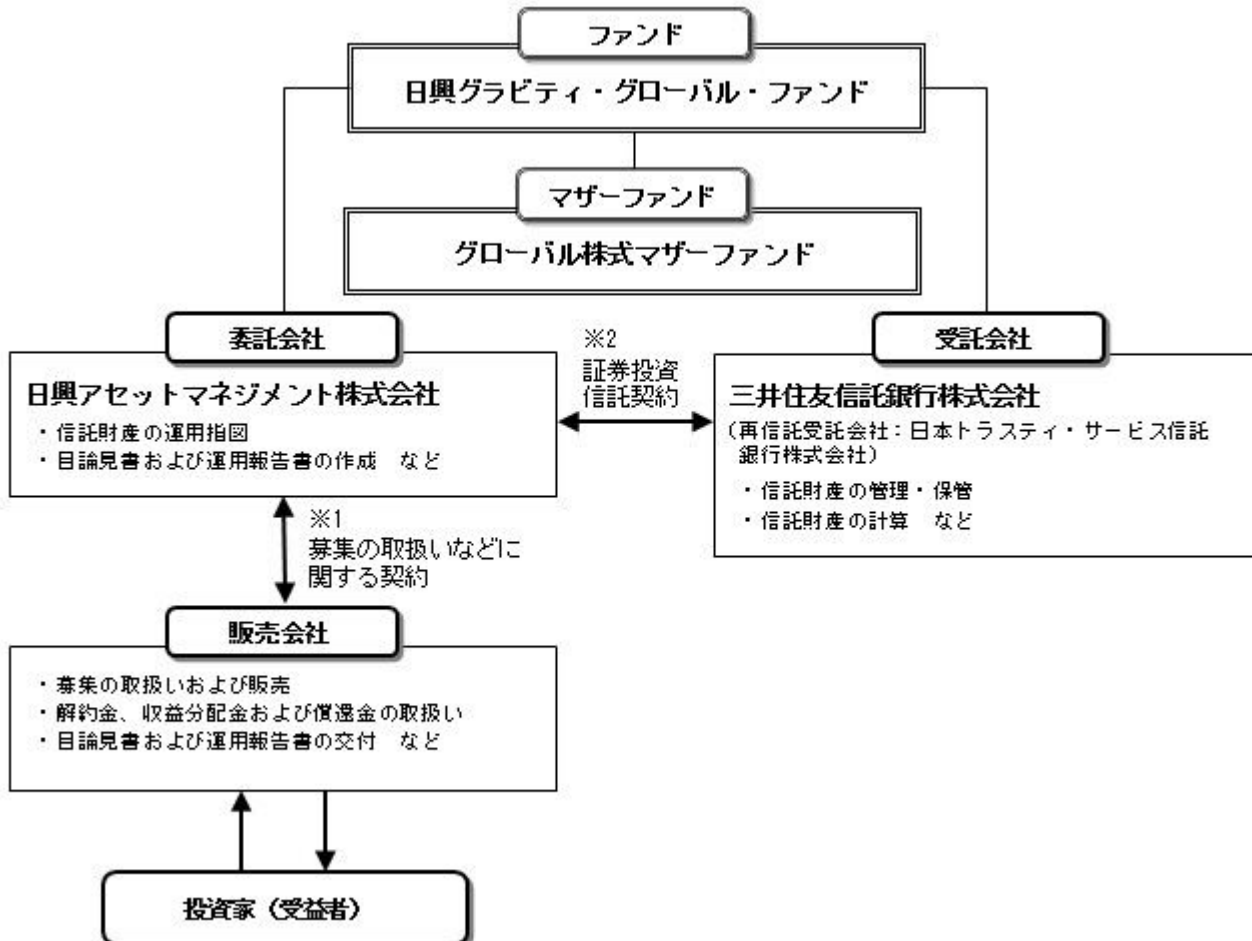 ファンド
日興グラビティ・グローバル・ファンド
マザーファンド
グローバル株式マザーファンド
委託会社
日興アセットマネジメント株式会社
・信託財産の運用指図
・目論見書および運用報告書の作成　など
※2
証券投資
信託契約
受託会社
三井住友信託銀行株式会社
(再信託受託会社：日本トラスティ・サービス信託
銀行株式会社)
・信託財産の管理・保管
・信託財産の計算　など
※1
募集の取扱いなどに
関する契約
販売会社
・募集の取扱いおよび販売
・解約金、収益分配金および償還金の取扱い
・目論見書および運用報告書の交付　など
投資家（受益者）